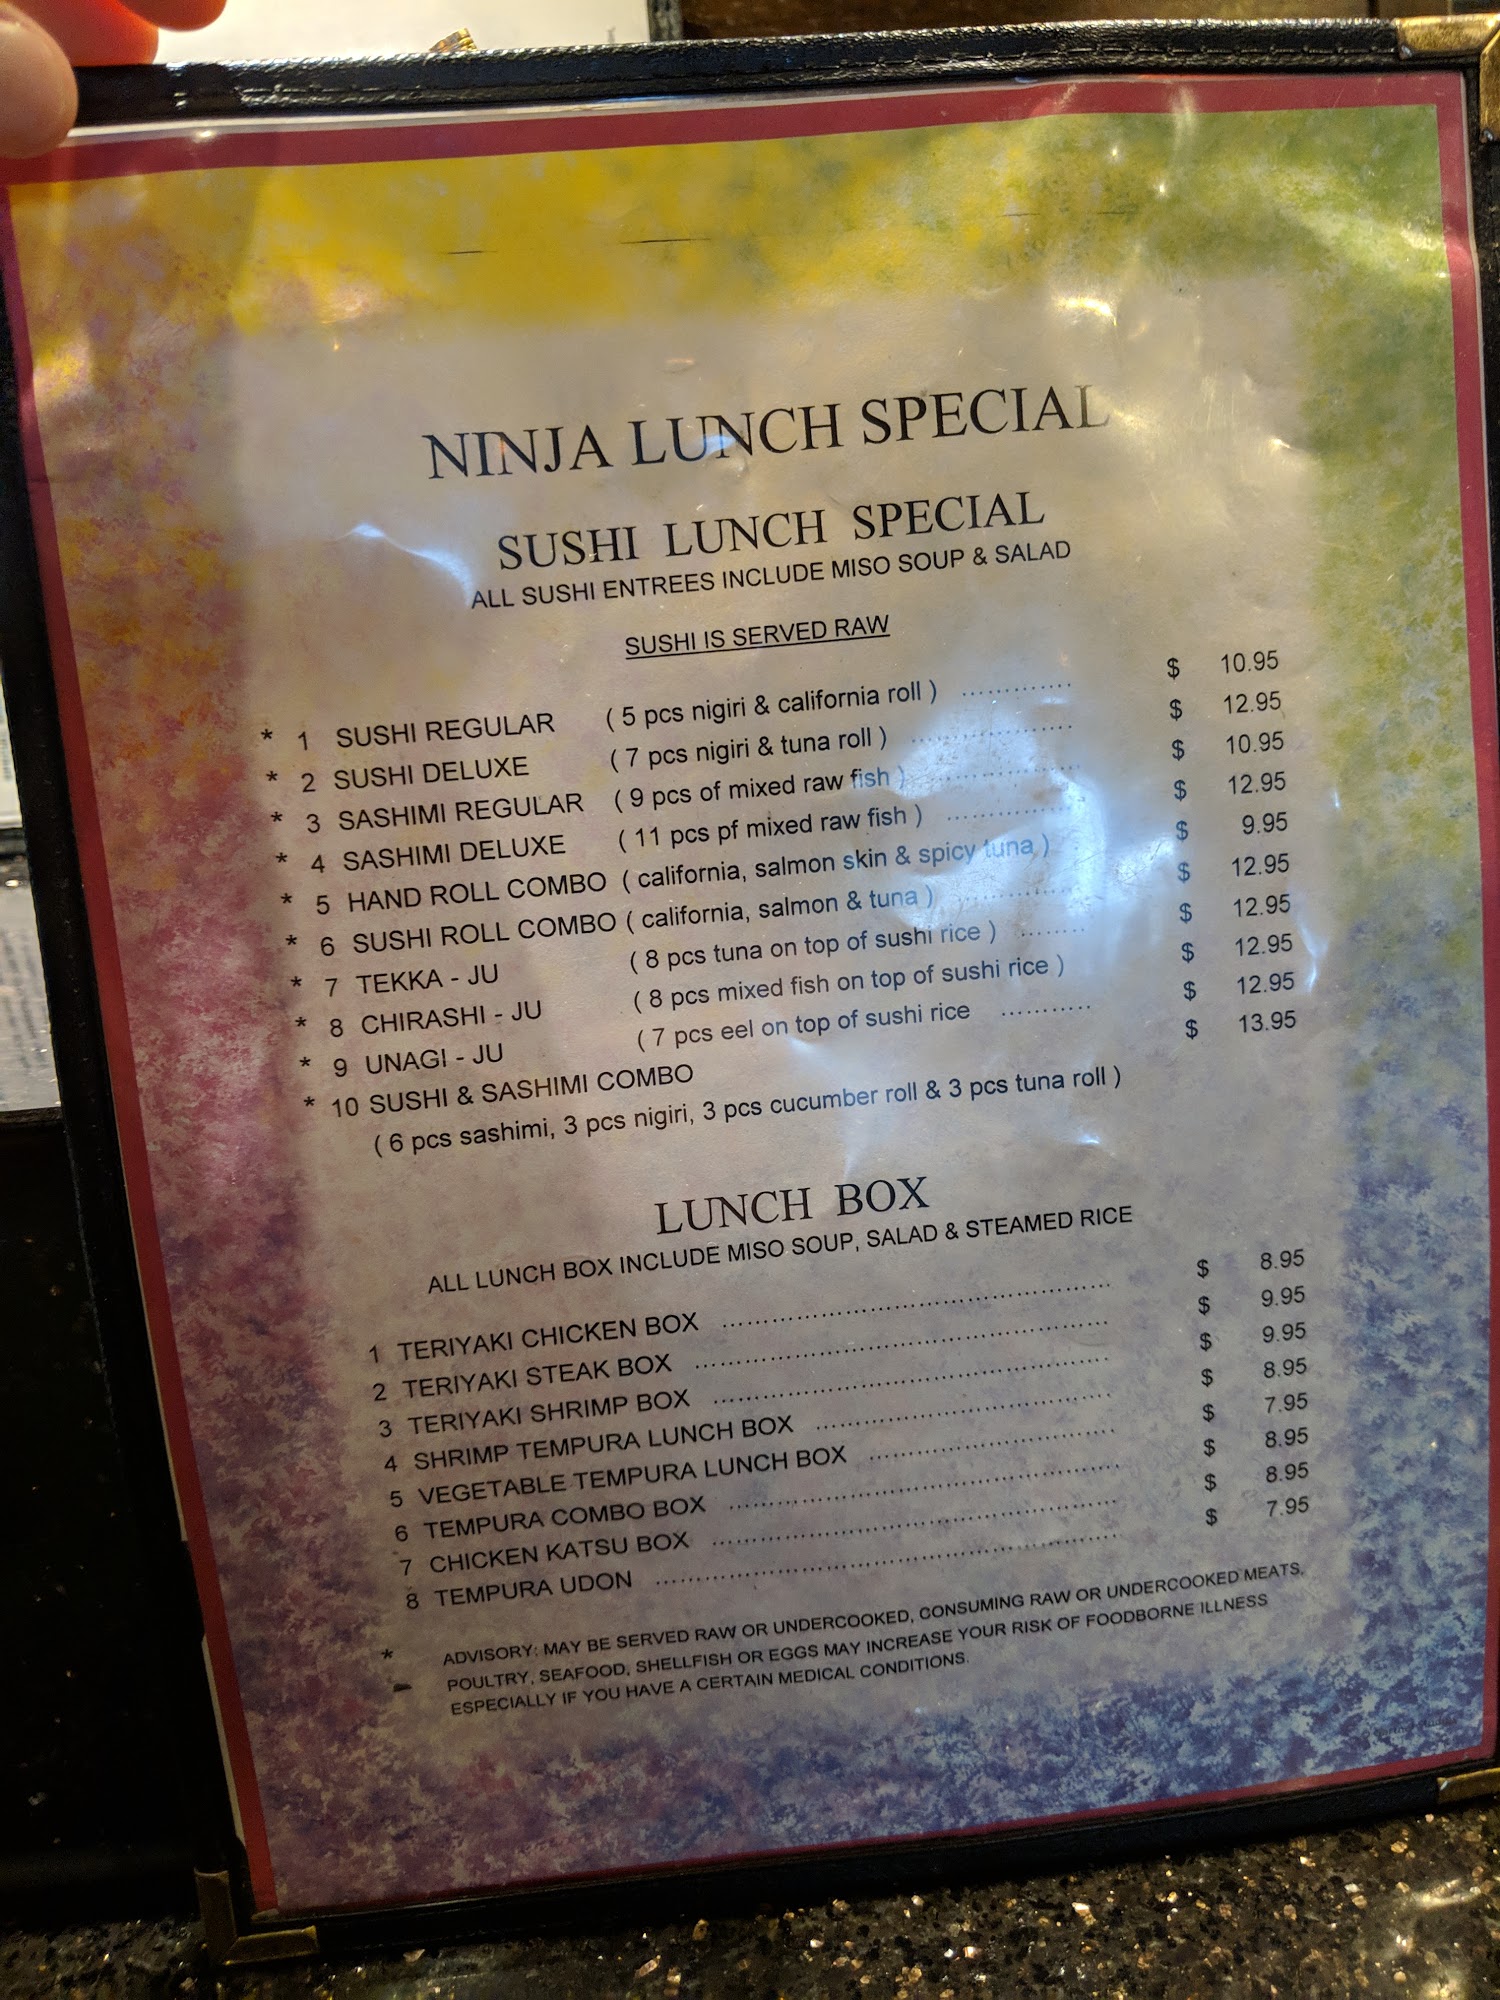 NINJA LUNCH SPECIAL
SUSHI LUNCH SPECIAL
ALL SUSHI ENTREES INCLUDE MISO SOUP & SALAD
SUSHI IS SERVED RAW
* 1 SUSHI REGULAR ( 5 pcs nigiri & california roll ) ............. $ 10.95
* 2 SUSHI DELUXE ( 7 pcs nigiri & tuna roll ) ................... $ 12.95
* 3 SASHIMI REGULAR ( 9 pcs of mixed raw fish ) .................. $ 10.95
* 4 SASHIMI DELUXE ( 11 pcs pf mixed raw fish ) ................ $ 12.95
* 5 HAND ROLL COMBO ( california, salmon skin & spicy tuna ) $ 9.95
* 6 SUSHI ROLL COMBO ( california, salmon & tuna ) .............. $ 12.95
* 7 TEKKA - JU ( 8 pcs tuna on top of sushi rice ) ........ $ 12.95
* 8 CHIRASHI - JU ( 8 pcs mixed fish on top of sushi rice ) $ 12.95
* 9 UNAGI - JU ( 7 pcs eel on top of sushi rice ........... $ 12.95
* 10 SUSHI & SASHIMI COMBO $ 13.95
( 6 pcs sashimi, 3 pcs nigiri, 3 pcs cucumber roll & 3 pcs tuna roll )
LUNCH BOX
ALL LUNCH BOX INCLUDE MISO SOUP, SALAD & STEAMED RICE
1 TERIYAKI CHICKEN BOX ............................................... $ 8.95
2 TERIYAKI STEAK BOX .................................................. $ 9.95
3 TERIYAKI SHRIMP BOX ................................................ $ 9.95
4 SHRIMP TEMPURA LUNCH BOX .................................... $ 8.95
5 VEGETABLE TEMPURA LUNCH BOX .............................. $ 7.95
6 TEMPURA COMBO BOX ............................................... $ 8.95
7 CHICKEN KATSU BOX ................................................. $ 8.95
8 TEMPURA UDON ........................................................ $ 7.95
* ADVISORY: MAY BE SERVED RAW OR UNDERCOOKED, CONSUMING RAW OR UNDERCOOKED MEATS,
POULTRY, SEAFOOD, SHELLFISH OR EGGS MAY INCREASE YOUR RISK OF FOODBORNE ILLNESS
ESPECIALLY IF YOU HAVE A CERTAIN MEDICAL CONDITIONS.